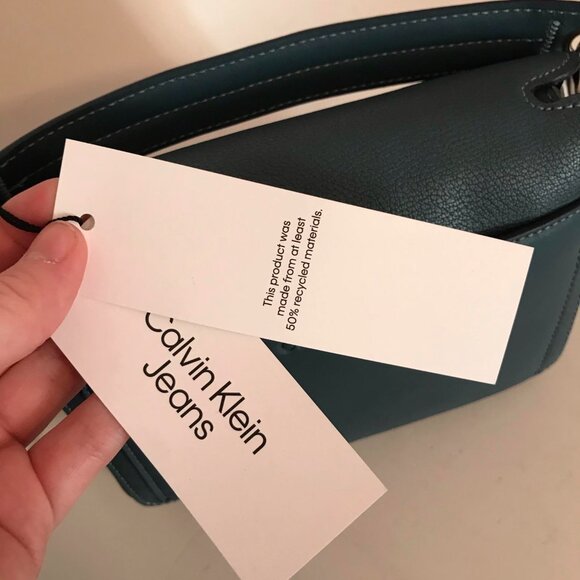 This product was
made from at least
50% recycled materials.
Calvin Klein
Jeans